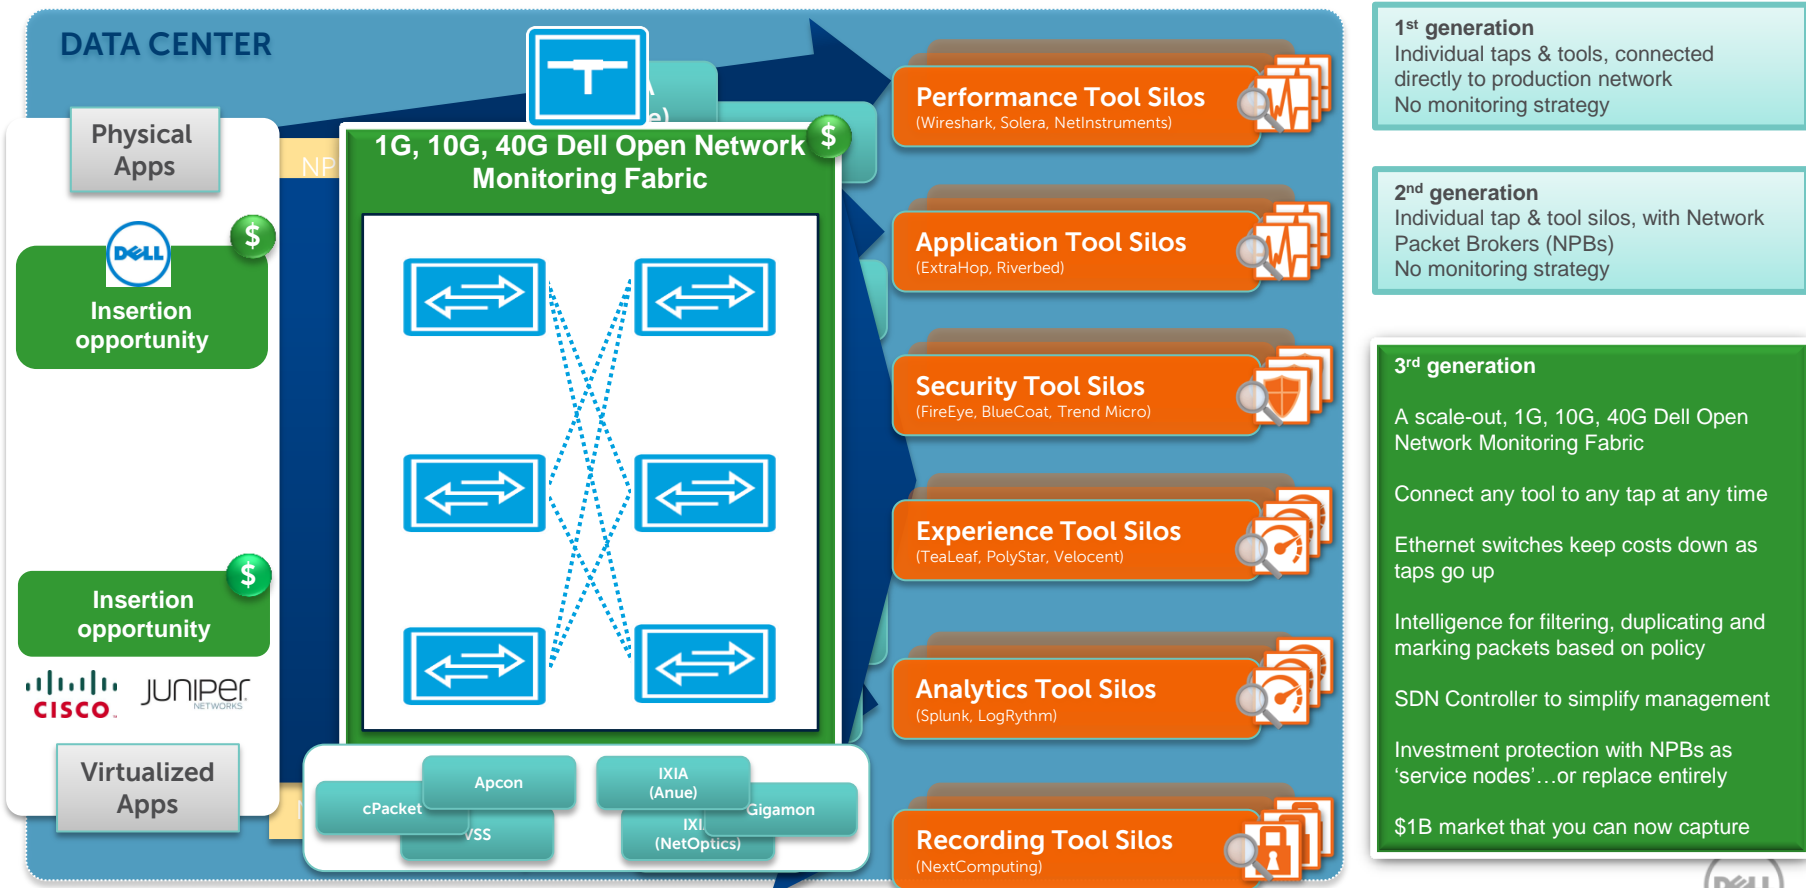 DATA CENTER
Physical
Apps
DELL
$
Insertion
opportunity
$
Insertion
opportunity
CISCO
JUNIPER
NETWORKS
Virtualized
Apps
NP
e)
1G, 10G, 40G Dell Open Network
Monitoring Fabric
$
cPacket
Apcon
VSS
IXIA
(Anue)
IXI
(NetOptics)
Gigamon
Performance Tool Silos
(Wireshark, Solera, NetInstruments)
Application Tool Silos
(ExtraHop, Riverbed)
Security Tool Silos
(FireEye, BlueCoat, Trend Micro)
Experience Tool Silos
(TeaLeaf, PolyStar, Velocent)
Analytics Tool Silos
(Splunk, LogRythm)
Recording Tool Silos
(NextComputing)
1st generation
Individual taps & tools, connected
directly to production network
No monitoring strategy
2nd generation
Individual tap & tool silos, with Network
Packet Brokers (NPBs)
No monitoring strategy
3rd generation
A scale-out, 1G, 10G, 40G Dell Open
Network Monitoring Fabric
Connect any tool to any tap at any time
Ethernet switches keep costs down as
taps go up
Intelligence for filtering, duplicating and
marking packets based on policy
SDN Controller to simplify management
Investment protection with NPBs as
‘service nodes’…or replace entirely
$1B market that you can now capture
DELL